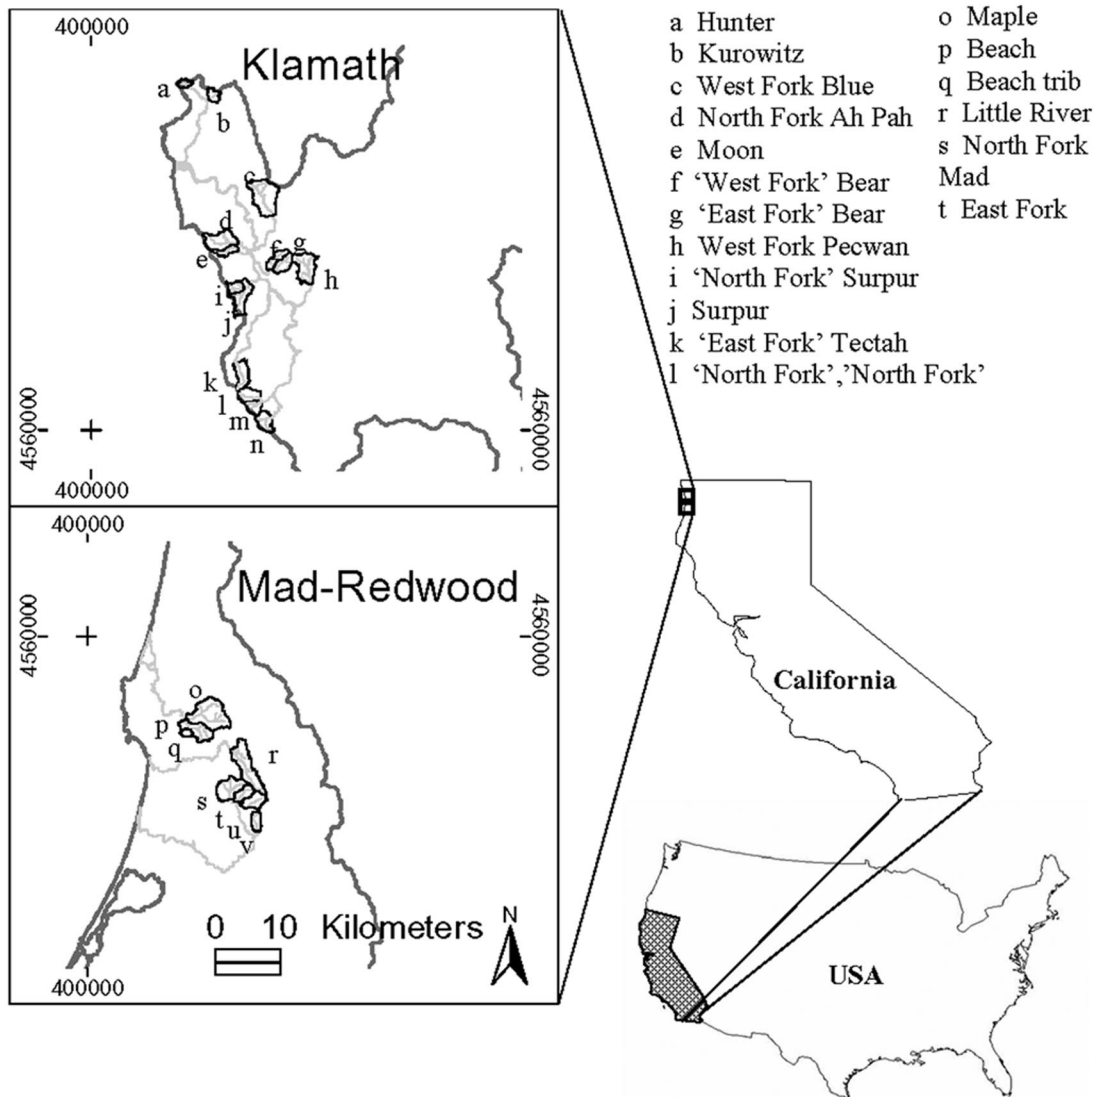 400000
Klamath
a
b
c
d
e
f
g
h
i
j
k
l
m
n
4560000
4560000
400000
400000
Mad-Redwood
4560000
4560000
o
p
q
r
s
t
u
v
0 10 Kilometers
N
400000
a Hunter
b Kurowitz
c West Fork Blue
d North Fork Ah Pah
e Moon
f ‘West Fork’ Bear
g ‘East Fork’ Bear
h West Fork Pecwan
i ‘North Fork’ Surpur
j Surpur
k ‘East Fork’ Tectah
l ‘North Fork’,’North Fork’
o Maple
p Beach
q Beach trib
r Little River
s North Fork
Mad
t East Fork
California
USA